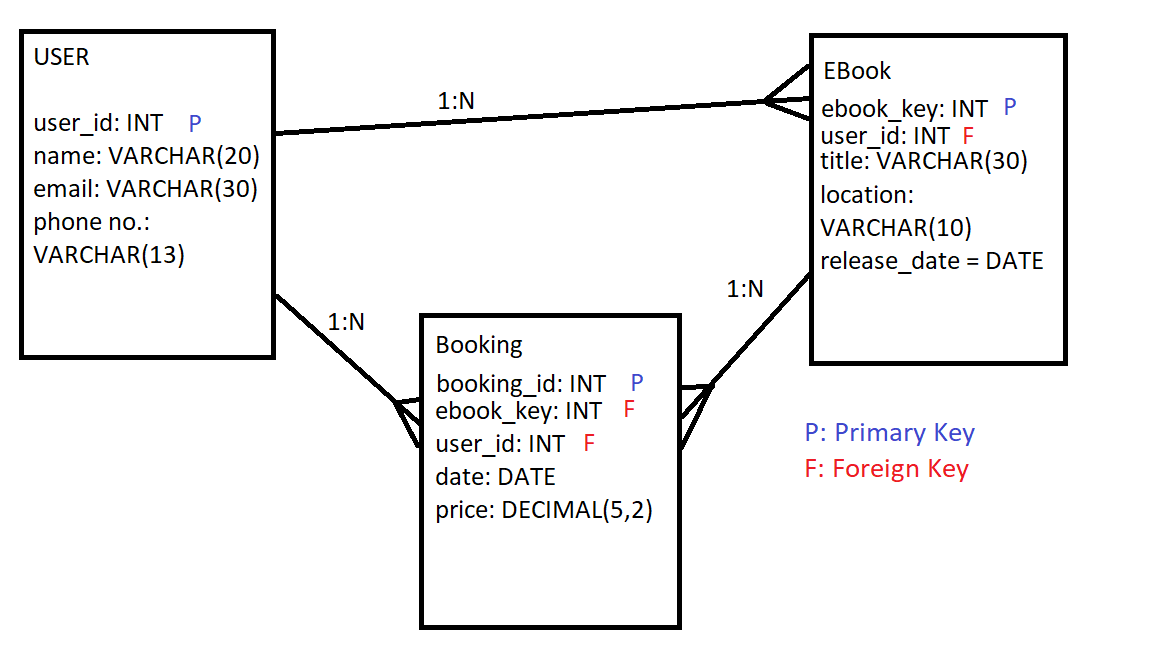 USER
user_id: INT P
name: VARCHAR(20)
email: VARCHAR(30)
phone no.:
VARCHAR(13)
1:N
EBook
ebook_key: INT P
user_id: INT F
title: VARCHAR(30)
location:
VARCHAR(10)
release_date = DATE
1:N
1:N
Booking
booking_id: INT P
ebook_key: INT F
user_id: INT F
date: DATE
price: DECIMAL(5,2)
P: Primary Key
F: Foreign Key